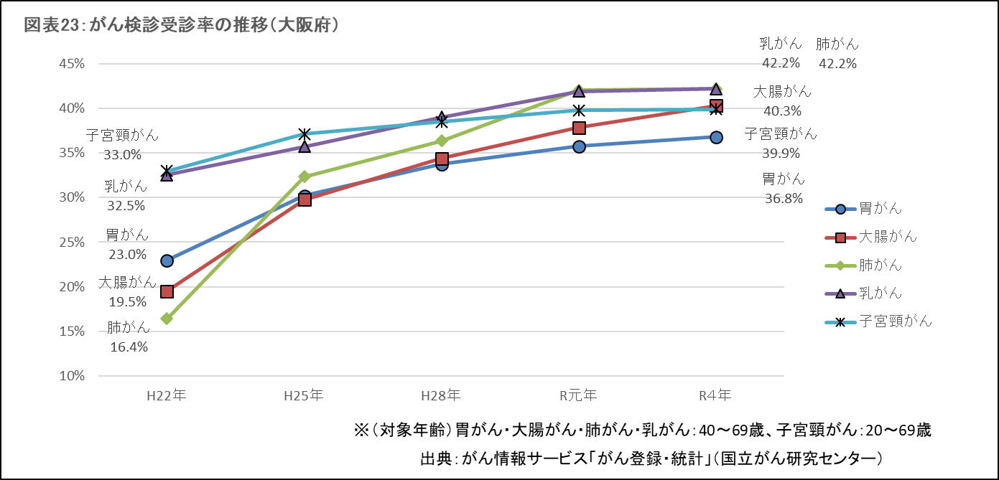 図表23：がん検診受診率の推移（大阪府）
乳がん
42.2%
肺がん
42.2%
大腸がん
40.3%
子宮頸がん
39.9%
胃がん
36.8%
45%
40%
35%
30%
25%
20%
15%
10%
子宮頸がん
33.0%
乳がん
32.5%
胃がん
23.0%
大腸がん
19.5%
肺がん
16.4%
H22年
H25年
H28年
R元年
R4年
胃がん
大腸がん
肺がん
乳がん
子宮頸がん
※（対象年齢）胃がん・大腸がん・肺がん・乳がん：40～69歳、子宮頸がん：20～69歳
出典：がん情報サービス「がん登録・統計」（国立がん研究センター）